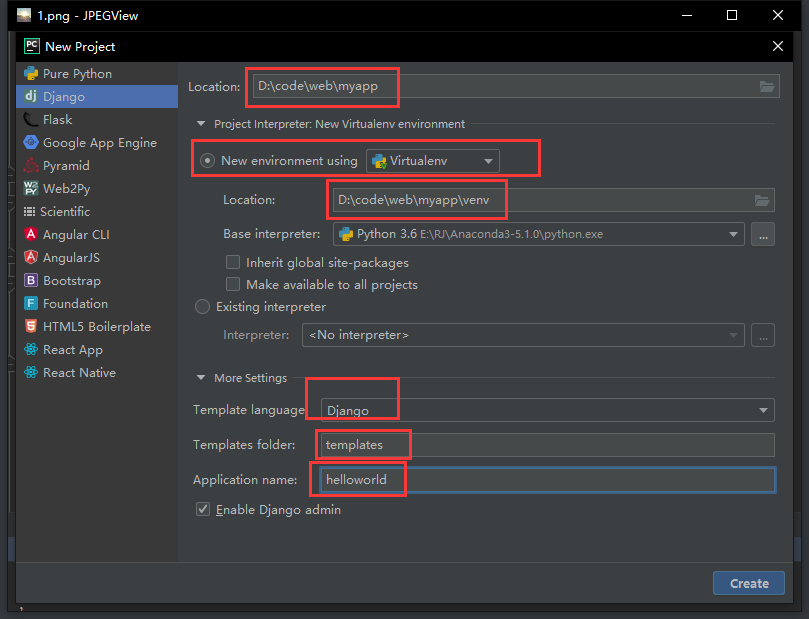 1.png - JPEGView
PC New Project
Pure Python
dj Django
Flask
Google App Engine
Pyramid
Web2Py
Scientific
Angular CLI
AngularJS
Bootstrap
Foundation
HTML5 Boilerplate
React App
React Native
Location: D:\code\web\myapp
Project Interpreter: New Virtualenv environment
New environment using Virtualenv
Location: D:\code\web\myapp\venv
Base interpreter: Python 3.6 E:\RJ\Anaconda3-5.1.0\python.exe ...
Inherit global site-packages
Make available to all projects
Existing interpreter
Interpreter: <No interpreter> ...
More Settings
Template language Django
Templates folder: templates
Application name: helloworld
Enable Django admin
Create